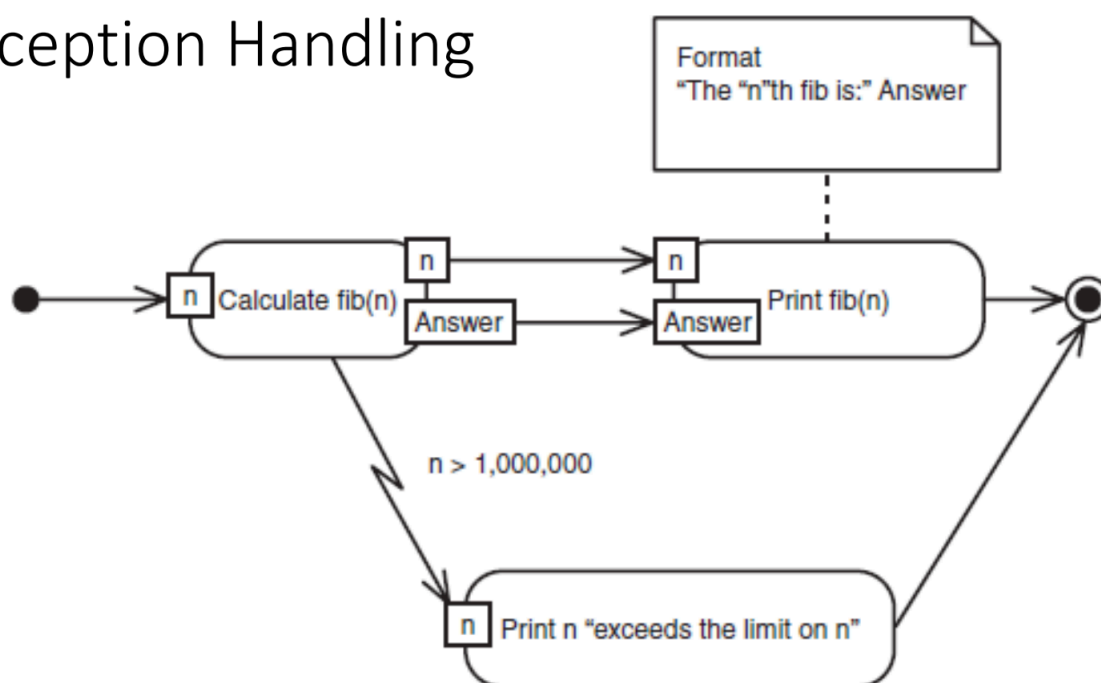 ception Handling
Format
“The “n”th fib is:” Answer
n
n
n
Calculate fib(n)
Print fib(n)
Answer
Answer
n > 1,000,000
n
Print n “exceeds the limit on n”